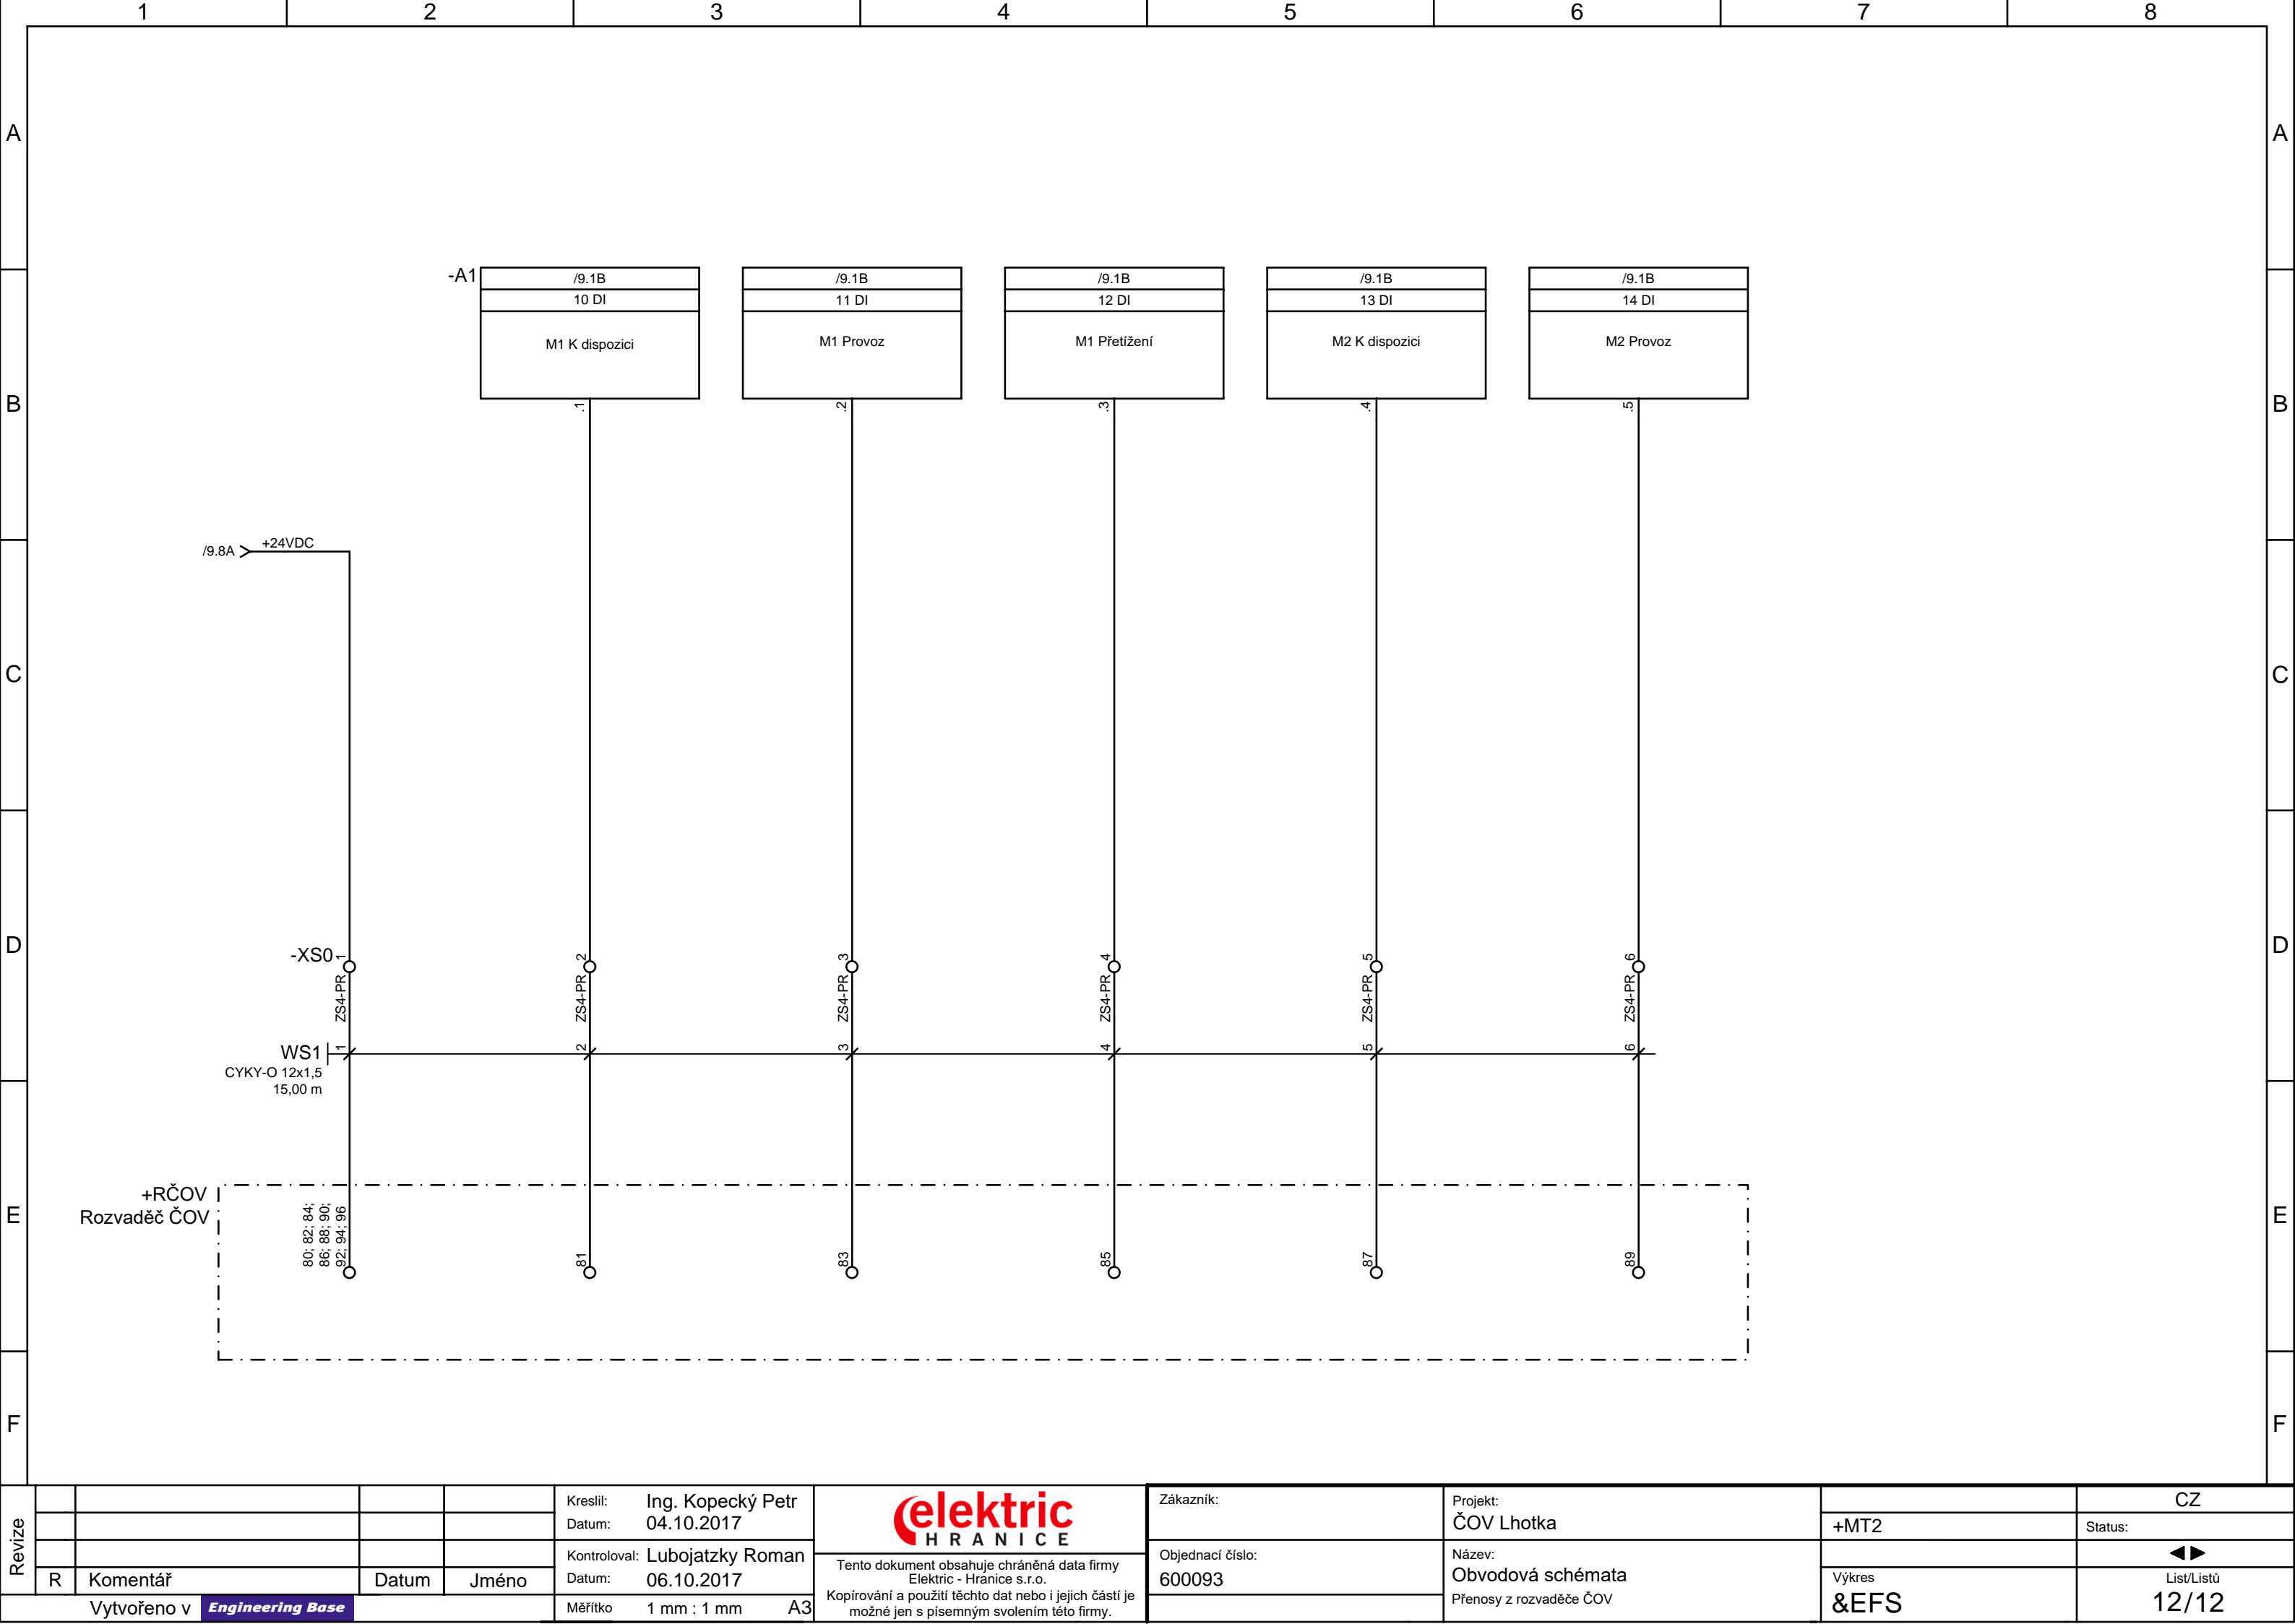 1 2 3 4 5 6 7 8
A A
-A1
/9.1B /9.1B /9.1B /9.1B /9.1B
10 DI 11 DI 12 DI 13 DI 14 DI
M1 K dispozici M1 Provoz M1 Přetížení M2 K dispozici M2 Provoz
B B
.1 .2 .3 .4 .5
/9.8A +24VDC
C C
D D
-XS0 1 2 3 4 5 6
ZS4-PR ZS4-PR ZS4-PR ZS4-PR ZS4-PR ZS4-PR
WS1 1 2 3 4 5 6
CYKY-O 12x1,5
15,00 m
+RČOV
Rozvaděč ČOV
E E
80; 82; 84;
86; 88; 90;
92; 94; 96
81 83 85 87 89
F F
Revize
R Komentář Datum Jméno
Vytvořeno v Engineering Base
Kreslil: Ing. Kopecký Petr
Datum: 04.10.2017
Kontroloval: Lubojatzky Roman
Datum: 06.10.2017
Měřítko 1 mm : 1 mm A3
elektric
HRANICE
Tento dokument obsahuje chráněná data firmy
Elektric - Hranice s.r.o.
Kopírování a použití těchto dat nebo i jejich částí je
možné jen s písemným svolením této firmy.
Zákazník:
Objednací číslo:
600093
Projekt:
ČOV Lhotka
Název:
Obvodová schémata
Přenosy z rozvaděče ČOV
+MT2
Výkres
&EFS
CZ
Status:
List/Listů
12/12